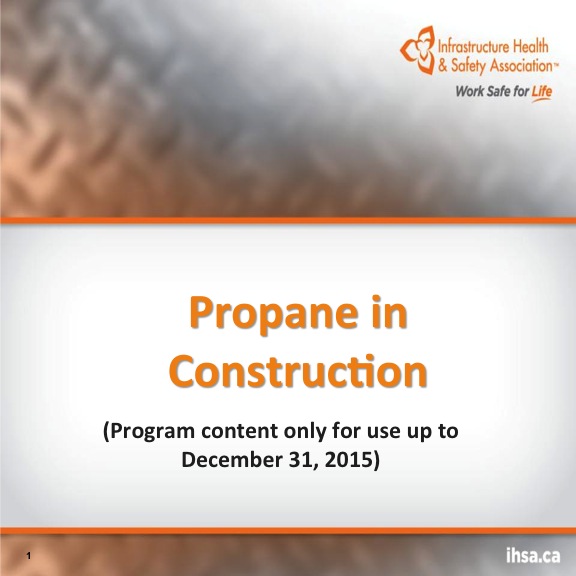 Infrastructure Health
& Safety Association™
Work Safe for Life
Propane in
Construction
(Program content only for use up to
December 31, 2015)
1
ihsa.ca